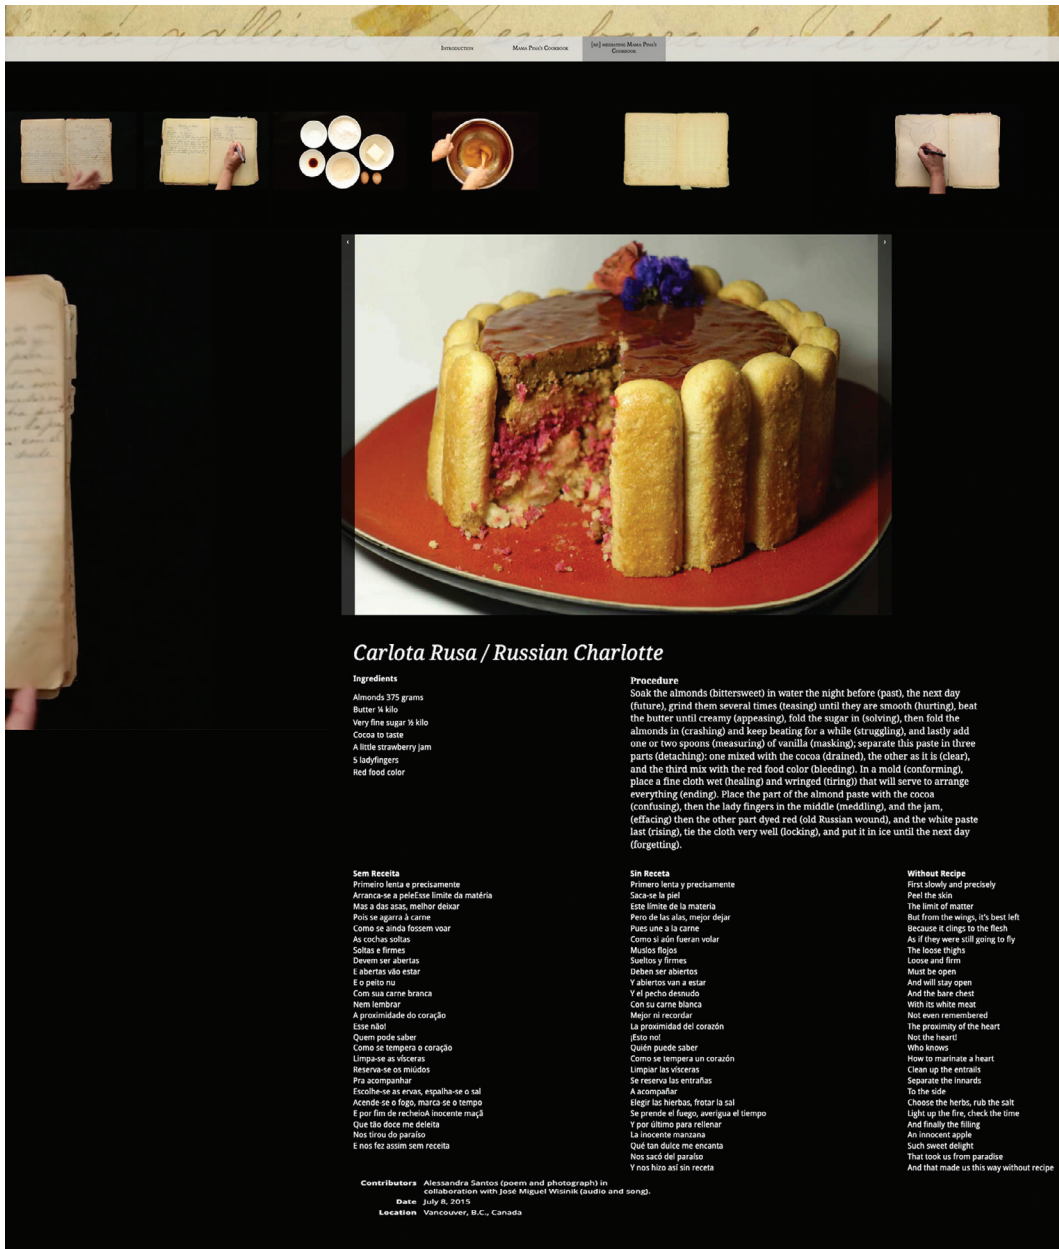 Introduction
Mama Pina's Cookbook
[re] mediating Mama Pina's
Cookbook
Carlota Rusa / Russian Charlotte
Ingredients
Almonds 375 grams
Butter ¼ kilo
Very fine sugar ½ kilo
Cocoa to taste
A little strawberry jam
5 ladyfingers
Red food color
Procedure
Soak the almonds (bittersweet) in water the night before (past), the next day
(future), grind them several times (teasing) until they are smooth (hurting), beat
the butter until creamy (appeasing), fold the sugar in (solving), then fold the
almonds in (crashing) and keep beating for a while (struggling), and lastly add
one or two spoons (measuring) of vanilla (masking); separate this paste in three
parts (detaching): one mixed with the cocoa (drained), the other as it is (clear),
and the third mix with the red food color (bleeding). In a mold (conforming),
place a fine cloth wet (healing) and wringed (tiring)) that will serve to arrange
everything (ending). Place the part of the almond paste with the cocoa
(confusing), then the lady fingers in the middle (meddling), and the jam,
(effacing) then the other part dyed red (old Russian wound), and the white paste
last (rising), tie the cloth very well (locking), and put it in ice until the next day
(forgetting).
Sem Receita
Primeiro lenta e precisamente
Arranca-se a peleEsse limite da matéria
Mas a das asas, melhor deixar
Pois se agarra à carne
Como se ainda fossem voar
As cochas soltas
Soltas e firmes
Devem ser abertas
E abertas vão estar
E o peito nu
Com sua carne branca
Nem lembrar
A proximidade do coração
Esse não!
Quem pode saber
Como se tempera o coração
Limpa-se as vísceras
Reserva-se os miúdos
Pra acompanhar
Escolhe-se as ervas, espalha-se o sal
Acende-se o fogo, marca-se o tempo
E por fim de recheioA inocente maçã
Que tão doce me deleita
Nos tirou do paraíso
E nos fez assim sem receita
Sin Receta
Primero lenta y precisamente
Saca-se la piel
Este límite de la materia
Pero de las alas, mejor dejar
Pues une a la carne
Como si aún fueran volar
Muslos flojos
Sueltos y firmes
Deben ser abiertos
Y abiertos van a estar
Y el pecho desnudo
Con su carne blanca
Mejor ni recordar
La proximidad del corazón
¡Esto no!
Quién puede saber
Como se tempera un corazón
Limpiar las vísceras
Se reserva las entrañas
A acompañar
Elegir las hierbas, frotar la sal
Se prende el fuego, averigua el tiempo
Y por último para rellenar
La inocente manzana
Qué tan dulce me encanta
Nos sacó del paraíso
Y nos hizo así sin receta
Without Recipe
First slowly and precisely
Peel the skin
The limit of matter
But from the wings, it's best left
Because it clings to the flesh
As if they were still going to fly
The loose thighs
Loose and firm
Must be open
And will stay open
And the bare chest
With its white meat
Not even remembered
The proximity of the heart
Not the heart!
Who knows
How to marinate a heart
Clean up the entrails
Separate the innards
To the side
Choose the herbs, rub the salt
Light up the fire, check the time
And finally the filling
An innocent apple
Such sweet delight
That took us from paradise
And that made us this way without recipe
Contributors Alessandra Santos (poem and photograph) in
collaboration with José Miguel Wisinik (audio and song).
Date July 8, 2015
Location Vancouver, B.C., Canada